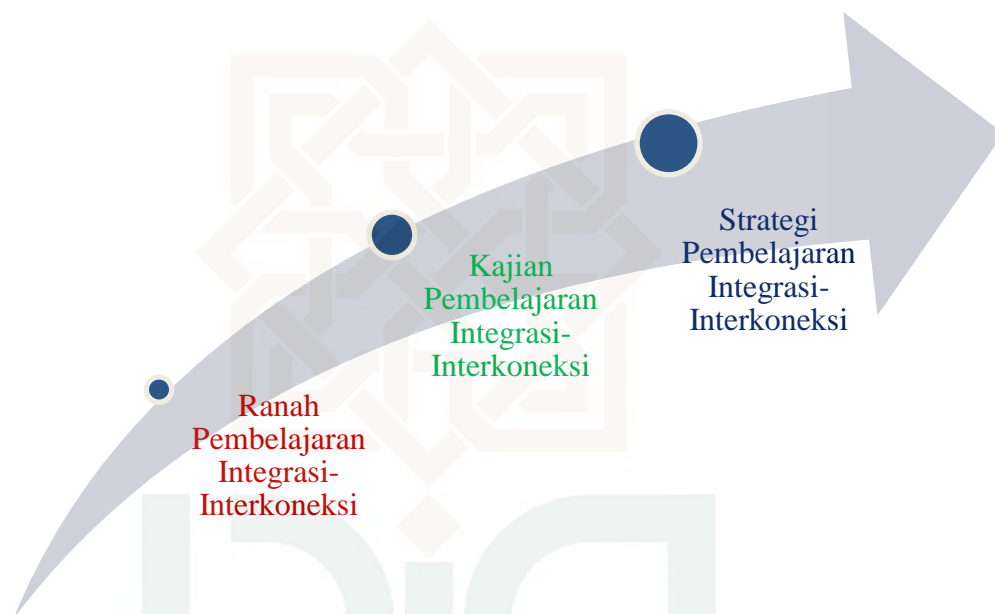 Strategi
Pembelajaran
Integrasi-
Interkoneksi
Kajian
Pembelajaran
Integrasi-
Interkoneksi
Ranah
Pembelajaran
Integrasi-
Interkoneksi